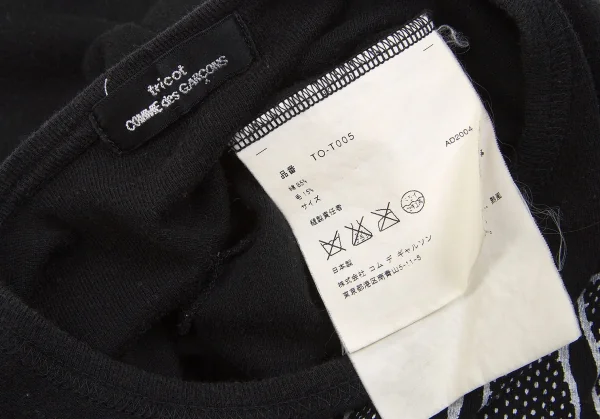 tricot
COMME des GARÇONS
品番 TO-T005
AD2004
綿 85%
毛 15%
サイズ
縫製責任者
日本製
株式会社 コム デ ギャルソン
東京都港区南青山5-11-5